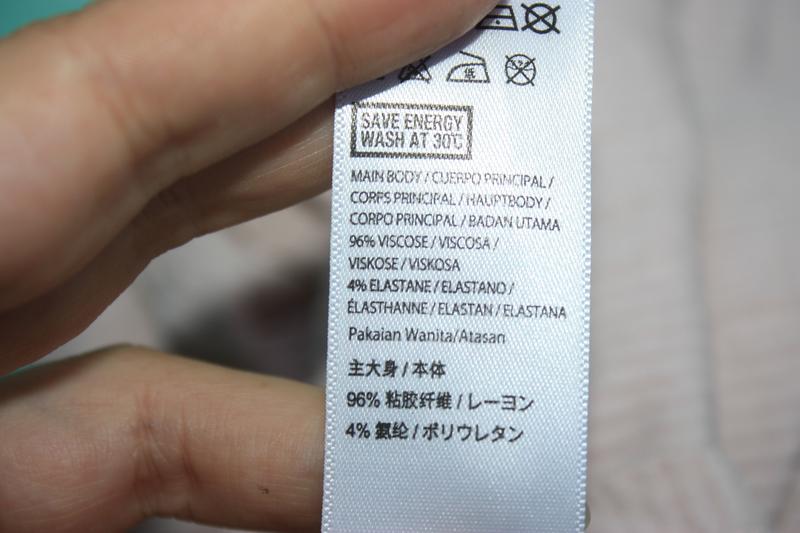 低
SAVE ENERGY
WASH AT 30℃
MAIN BODY / CUERPO PRINCIPAL /
CORPS PRINCIPAL / HAUPTBODY /
CORPO PRINCIPAL / BADAN UTAMA
96% VISCOSE / VISCOSA /
VISKOSE / VISKOSA
4% ELASTANE / ELASTANO /
ÉLASTHANNE / ELASTAN / ELASTANA
Pakaian Wanita/Atasan
主大身 / 本体
96% 粘胶纤维 / レーヨン
4% 氨纶 / ポリウレタン